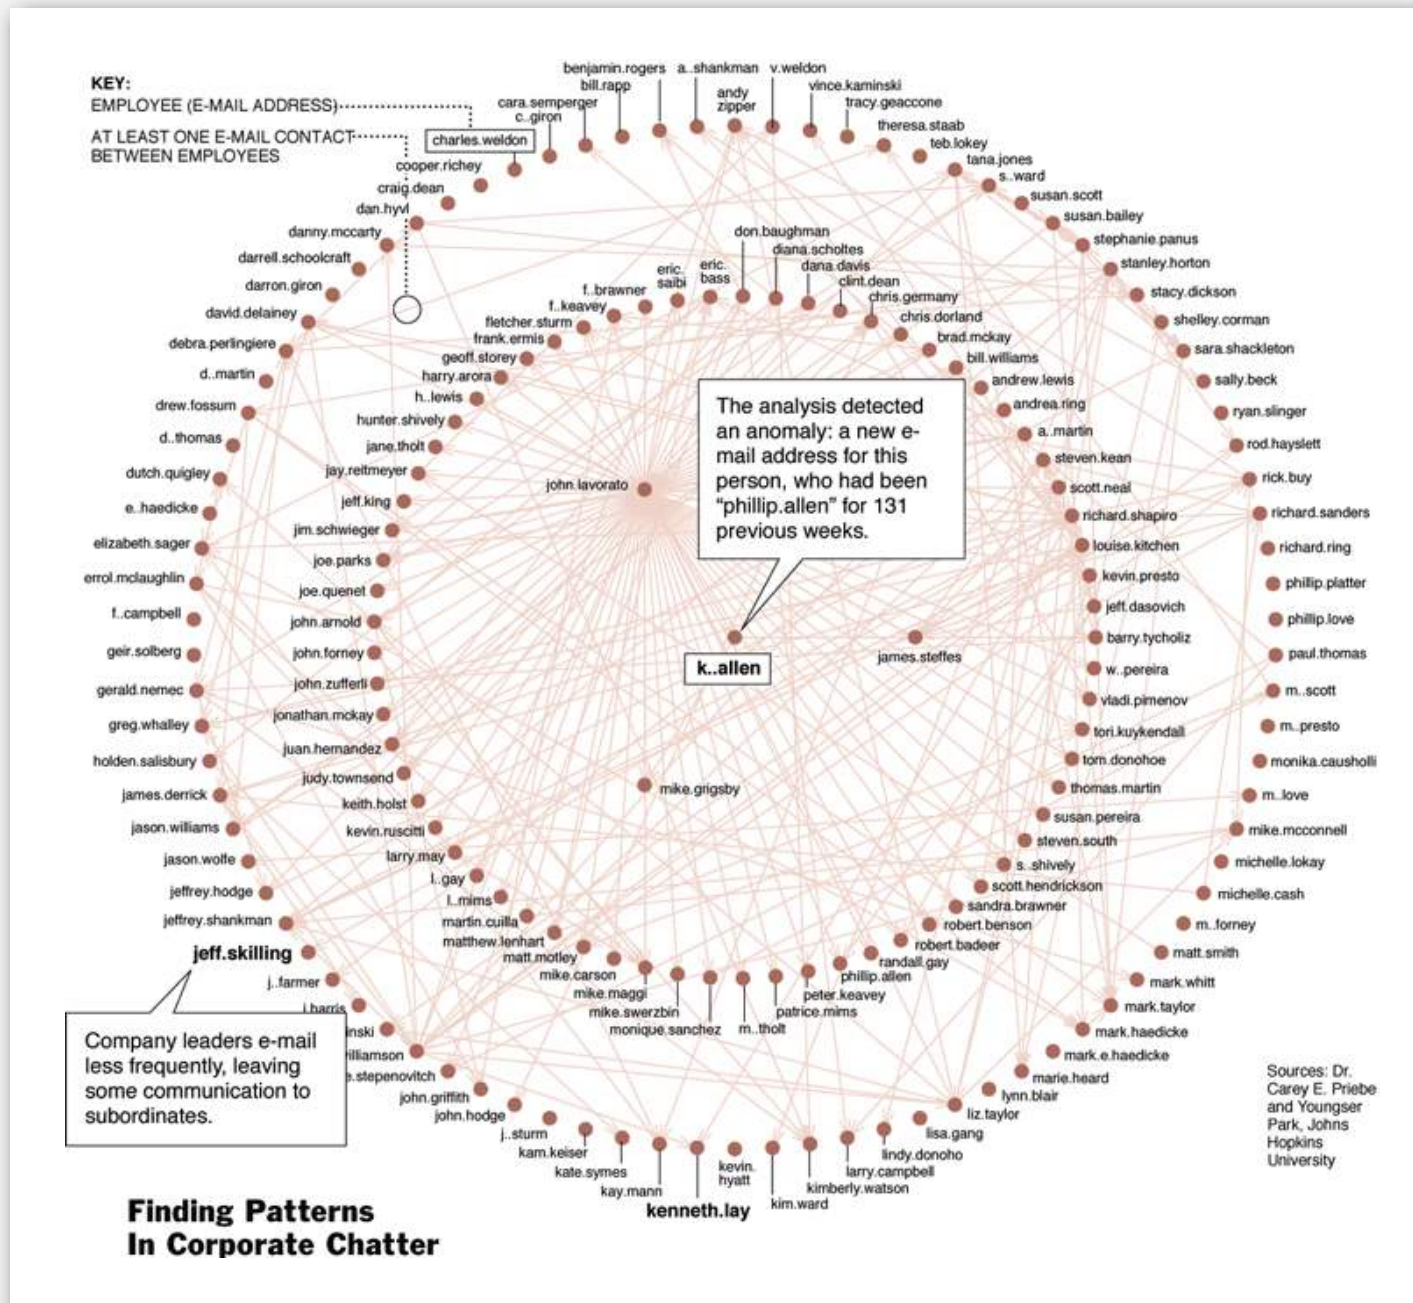 KEY:
EMPLOYEE (E-MAIL ADDRESS)
AT LEAST ONE E-MAIL CONTACT
BETWEEN EMPLOYEES
charles.weldon
c..giron
cara.semperger
bill.rapp
benjamin.rogers
a..shankman
andy
zipper
v.weldon
vince.kaminski
tracy.geaccone
theresa.staab
teb.lokey
tana.jones
s..ward
susan.scott
susan.bailey
stephanie.panus
stanley.horton
stacy.dickson
shelley.corman
sara.shackleton
sally.beck
ryan.slinger
rod.hayslett
rick.buy
richard.sanders
richard.ring
phillip.platter
phillip.love
paul.thomas
m..scott
m..presto
monika.causholli
m..love
mike.mcconnell
michelle.lokay
michelle.cash
m..forney
matt.smith
mark.whitt
mark.taylor
mark.haedicke
mark.e.haedicke
marie.heard
lynn.blair
liz.taylor
lisa.gang
lindy.donoho
larry.campbell
kimberly.watson
kim.ward
kevin.
hyatt
kenneth.lay
kay.mann
kate.symes
kam.keiser
j..sturm
john.hodge
john.griffith
e.stepenovitch
illiamson
inski
j.harris
j..farmer
jeff.skilling
jeffrey.shankman
jeffrey.hodge
jason.wolfe
jason.williams
james.derrick
holden.salisbury
greg.whalley
gerald.nemec
geir.solberg
f..campbell
errol.mclaughlin
elizabeth.sager
e..haedicke
dutch.quigley
d..thomas
drew.fossum
d..martin
debra.perlingiere
david.delainey
darron.giron
darrell.schoolcraft
danny.mccarty
dan.hyvl
craig.dean
cooper.richey
don.baughman
diana.scholtes
dana.davis
clint.dean
chris.germany
chris.dorland
brad.mckay
bill.williams
andrew.lewis
andrea.ring
a..martin
steven.kean
scott.neal
richard.shapiro
louise.kitchen
kevin.presto
jeff.dasovich
barry.tycholiz
w..pereira
vladi.pimenov
tori.kuykendall
tom.donohoe
thomas.martin
susan.pereira
steven.south
s..shively
scott.hendrickson
sandra.brawner
robert.benson
robert.badeer
randall.gay
phillip.allen
peter.keavey
patrice.mims
m..tholt
monique.sanchez
mike.swerzbin
mike.maggi
mike.carson
matt.motley
matthew.lenhart
martin.cuilla
l..mims
l..gay
larry.may
kevin.ruscitti
keith.holst
judy.townsend
juan.hernandez
jonathan.mckay
john.zufferli
john.forney
john.arnold
joe.quenet
joe.parks
jim.schwieger
jeff.king
jay.reitmeyer
jane.tholt
hunter.shively
h..lewis
harry.arora
geoff.storey
frank.ermis
fletcher.sturm
f..keavey
f..brawner
eric.
saibi
eric.
bass
john.lavorato
The analysis detected
an anomaly: a new e-
mail address for this
person, who had been
“phillip.allen” for 131
previous weeks.
k..allen
james.steffes
mike.grigsby
Company leaders e-mail
less frequently, leaving
some communication to
subordinates.
Sources: Dr.
Carey E. Priebe
and Youngser
Park, Johns
Hopkins
University
Finding Patterns
In Corporate Chatter